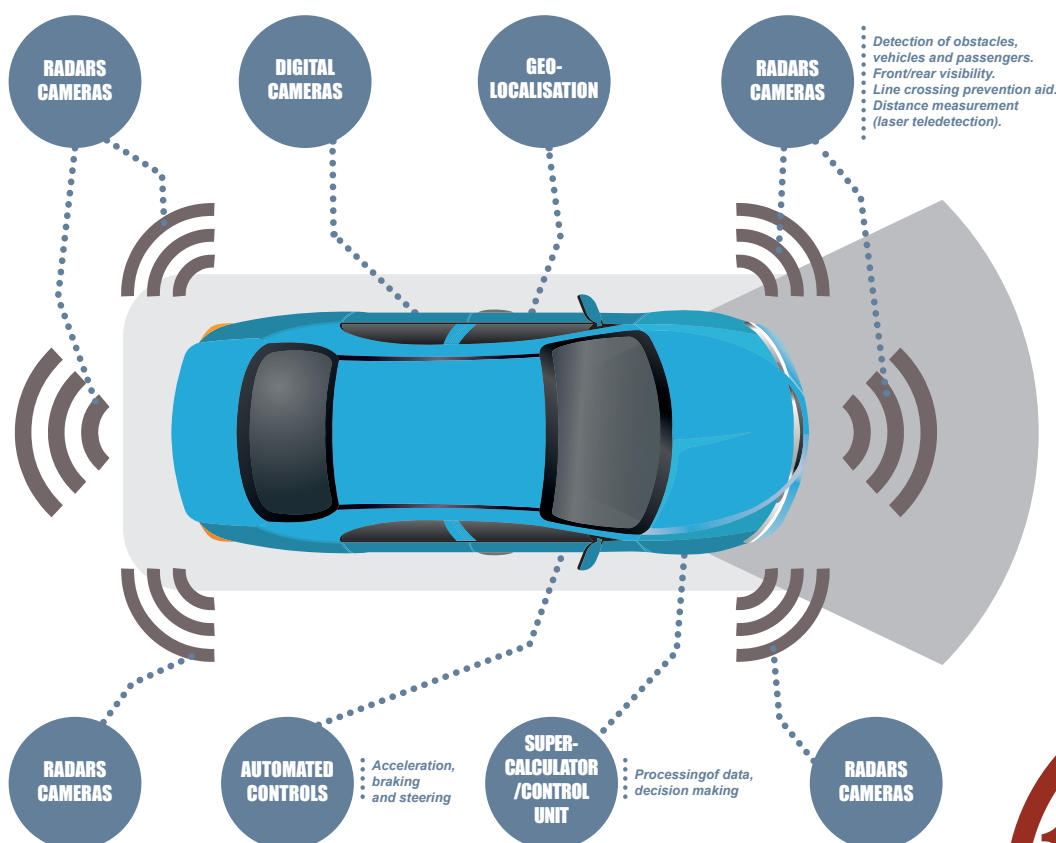 RADARS
CAMERAS
DIGITAL
CAMERAS
GEO-
LOCALISATION
RADARS
CAMERAS
Detection of obstacles,
vehicles and passengers.
Front/rear visibility.
Line crossing prevention aid.
Distance measurement
(laser teledetection).
RADARS
CAMERAS
AUTOMATED
CONTROLS
Acceleration,
braking
and steering
SUPER-
CALCULATOR
/CONTROL
UNIT
Processingof data,
decision making
RADARS
CAMERAS